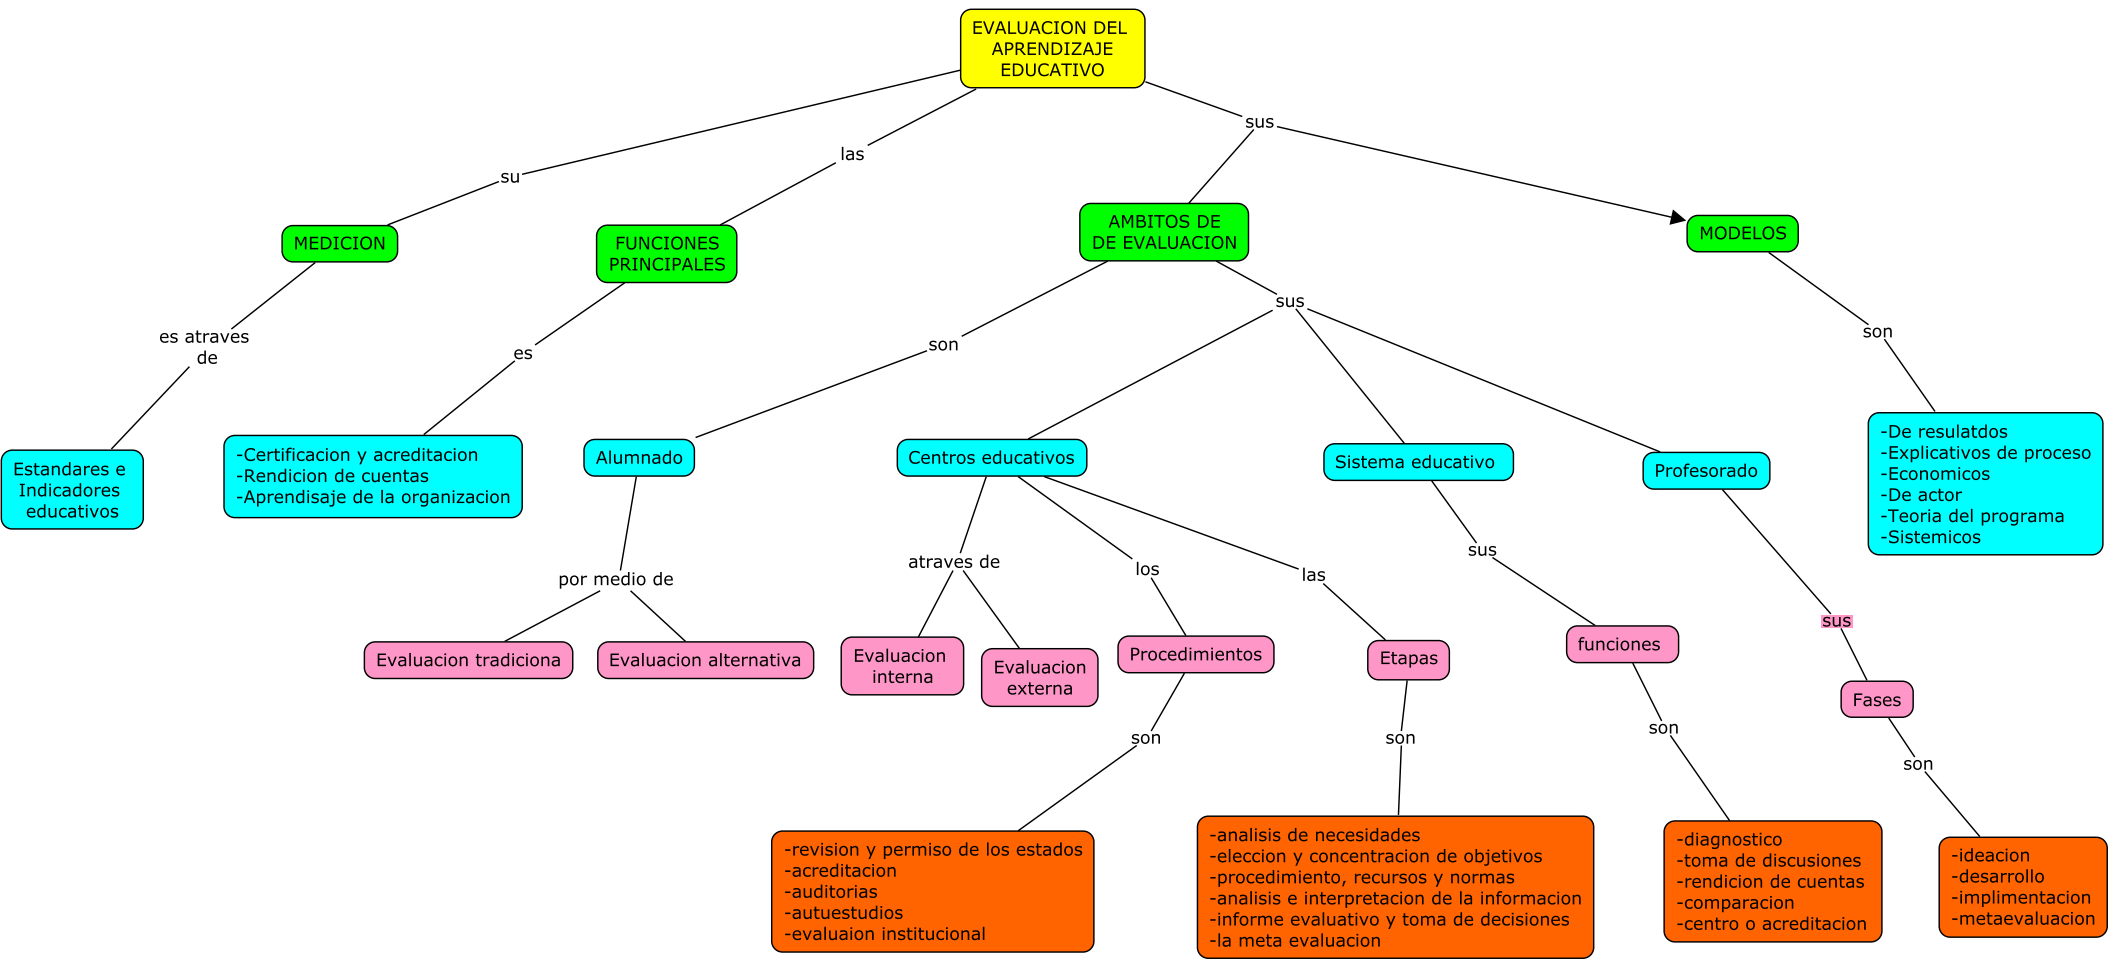 EVALUACION DEL
APRENDIZAJE
EDUCATIVO
sus
las
su
AMBITOS DE
DE EVALUACION
MODELOS
MEDICION
FUNCIONES
PRINCIPALES
sus
son
es atraves
de
son
es
-De resulatdos
-Explicativos de proceso
-Economicos
-De actor
-Teoria del programa
-Sistemicos
Estandares e
Indicadores
educativos
-Certificacion y acreditacion
-Rendicion de cuentas
-Aprendisaje de la organizacion
Alumnado
Centros educativos
Sistema educativo
Profesorado
sus
atraves de
los
las
por medio de
sus
Evaluacion tradiciona
Evaluacion alternativa
Evaluacion
interna
Evaluacion
externa
Procedimientos
Etapas
funciones
Fases
son
son
son
son
-revision y permiso de los estados
-acreditacion
-auditorias
-autuestudios
-evaluaion institucional
-analisis de necesidades
-eleccion y concentracion de objetivos
-procedimiento, recursos y normas
-analisis e interpretacion de la informacion
-informe evaluativo y toma de decisiones
-la meta evaluacion
-diagnostico
-toma de discusiones
-rendicion de cuentas
-comparacion
-centro o acreditacion
-ideacion
-desarrollo
-implimentacion
-metaevaluacion